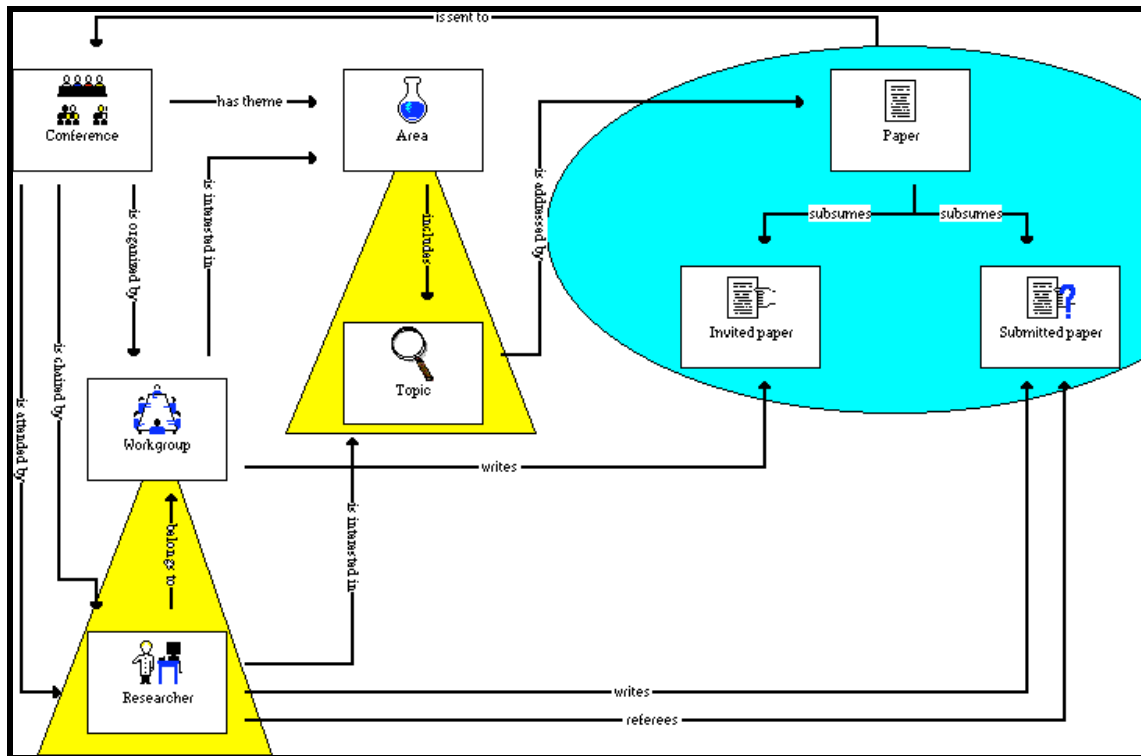 is sent to
Conference
has theme
Area
Paper
is interested in
is organized by
includes
is addressed by
subsumes
subsumes
Invited paper
Submitted paper
Topic
is chaired by
is attended by
Workgroup
writes
is interested in
belongs to
Researcher
writes
referees